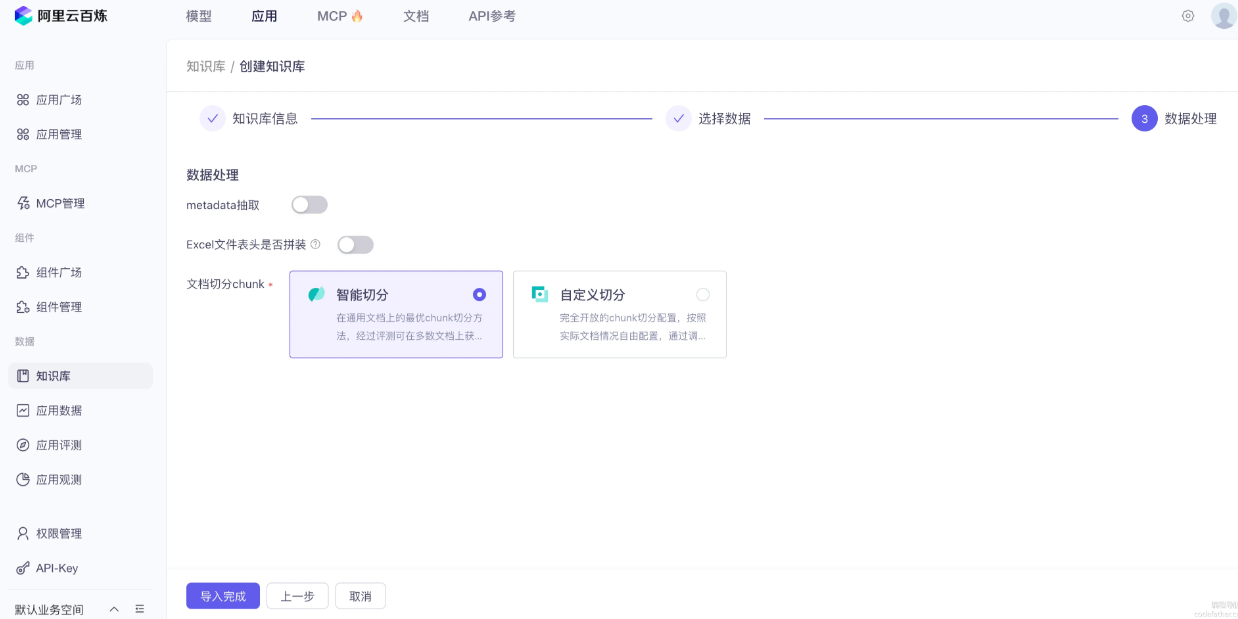 阿里云百炼
模型 应用 MCP🔥 文档 API参考
应用
应用广场
应用管理
MCP
MCP管理
组件
组件广场
组件管理
数据
知识库
应用数据
应用评测
应用观测
权限管理
API-Key
默认业务空间
知识库 / 创建知识库
知识库信息 选择数据 3 数据处理
数据处理
metadata抽取
Excel文件表头是否拼装
文档切分chunk *
智能切分
在通用文档上的最优chunk切分方
法，经过评测可在多数文档上获...
自定义切分
完全开放的chunk切分配置，按照
实际文档情况自由配置，通过调...
导入完成 上一步 取消